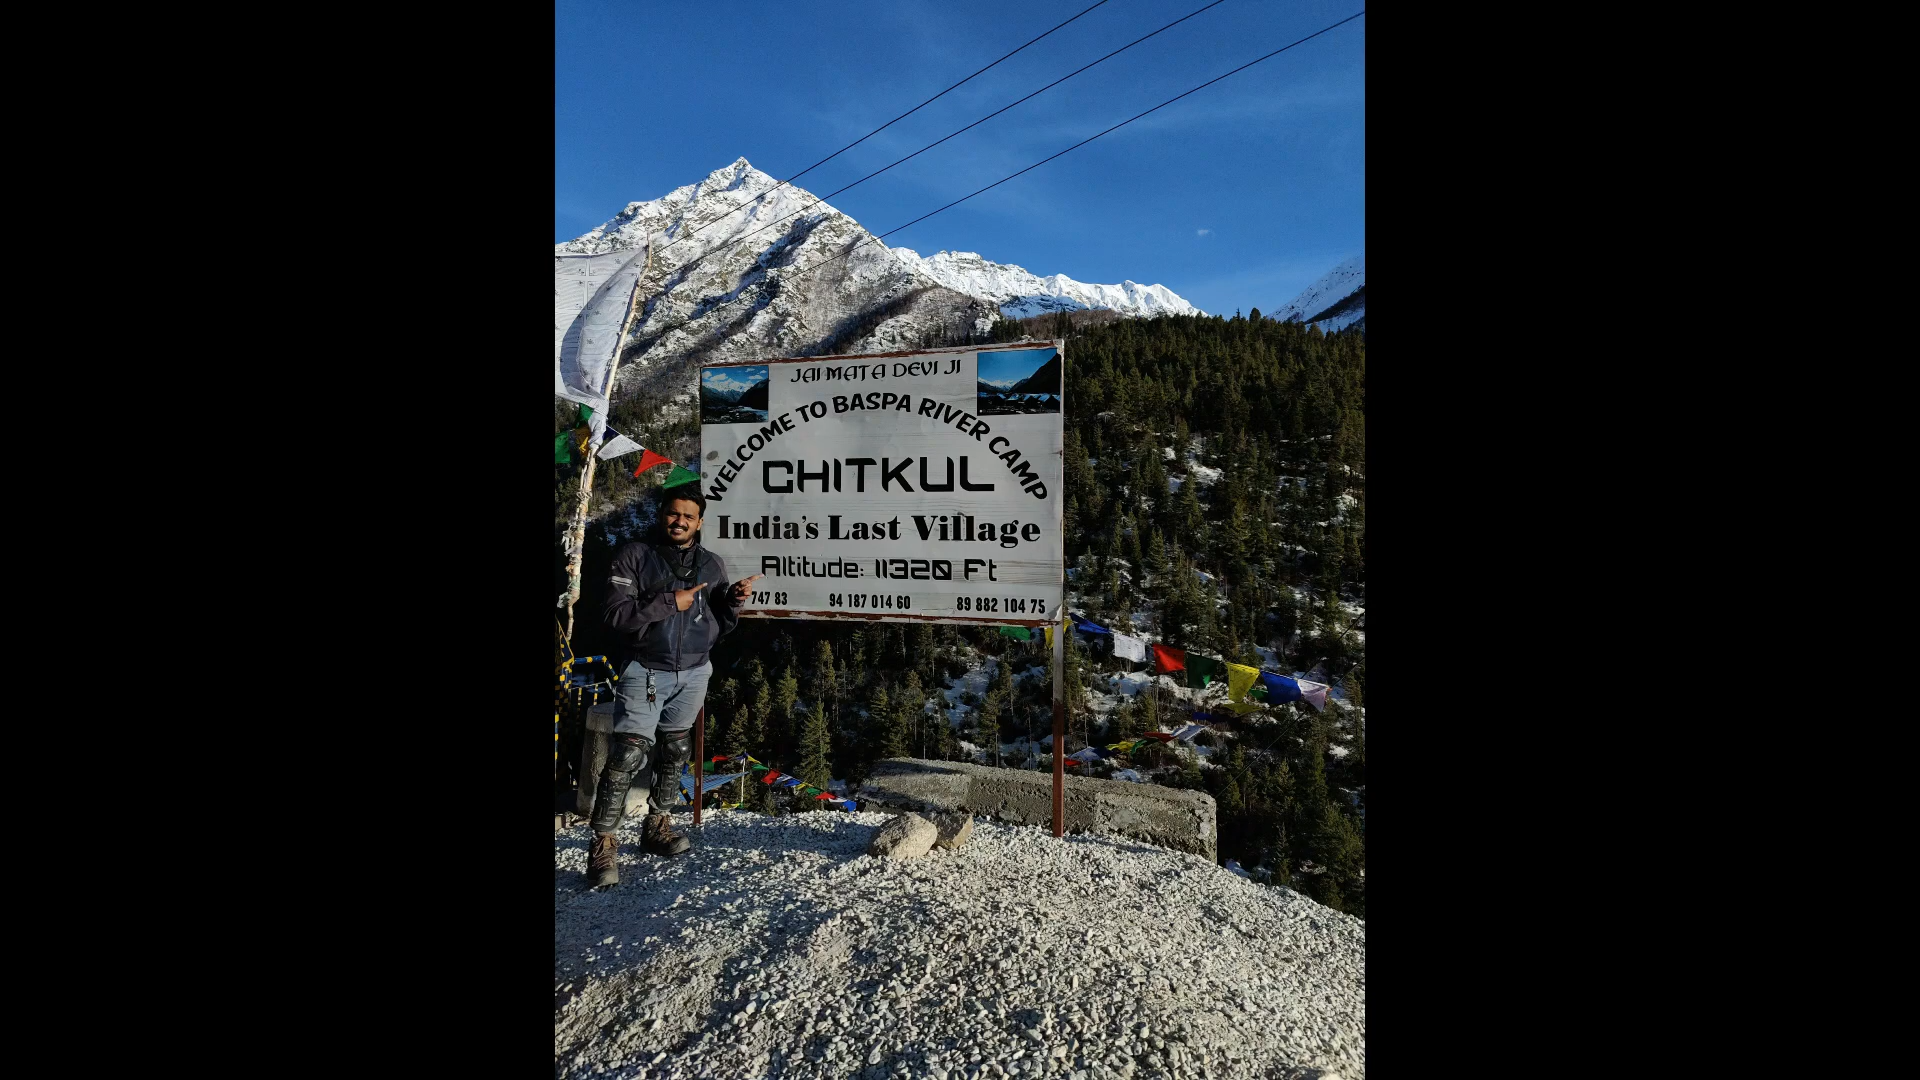 JAI MATA DEVI JI
WELCOME TO BASPA RIVER CAMP
CHITKUL
India's Last Village
Altitude: 11320 Ft
747 83 94 187 014 60 89 882 104 75